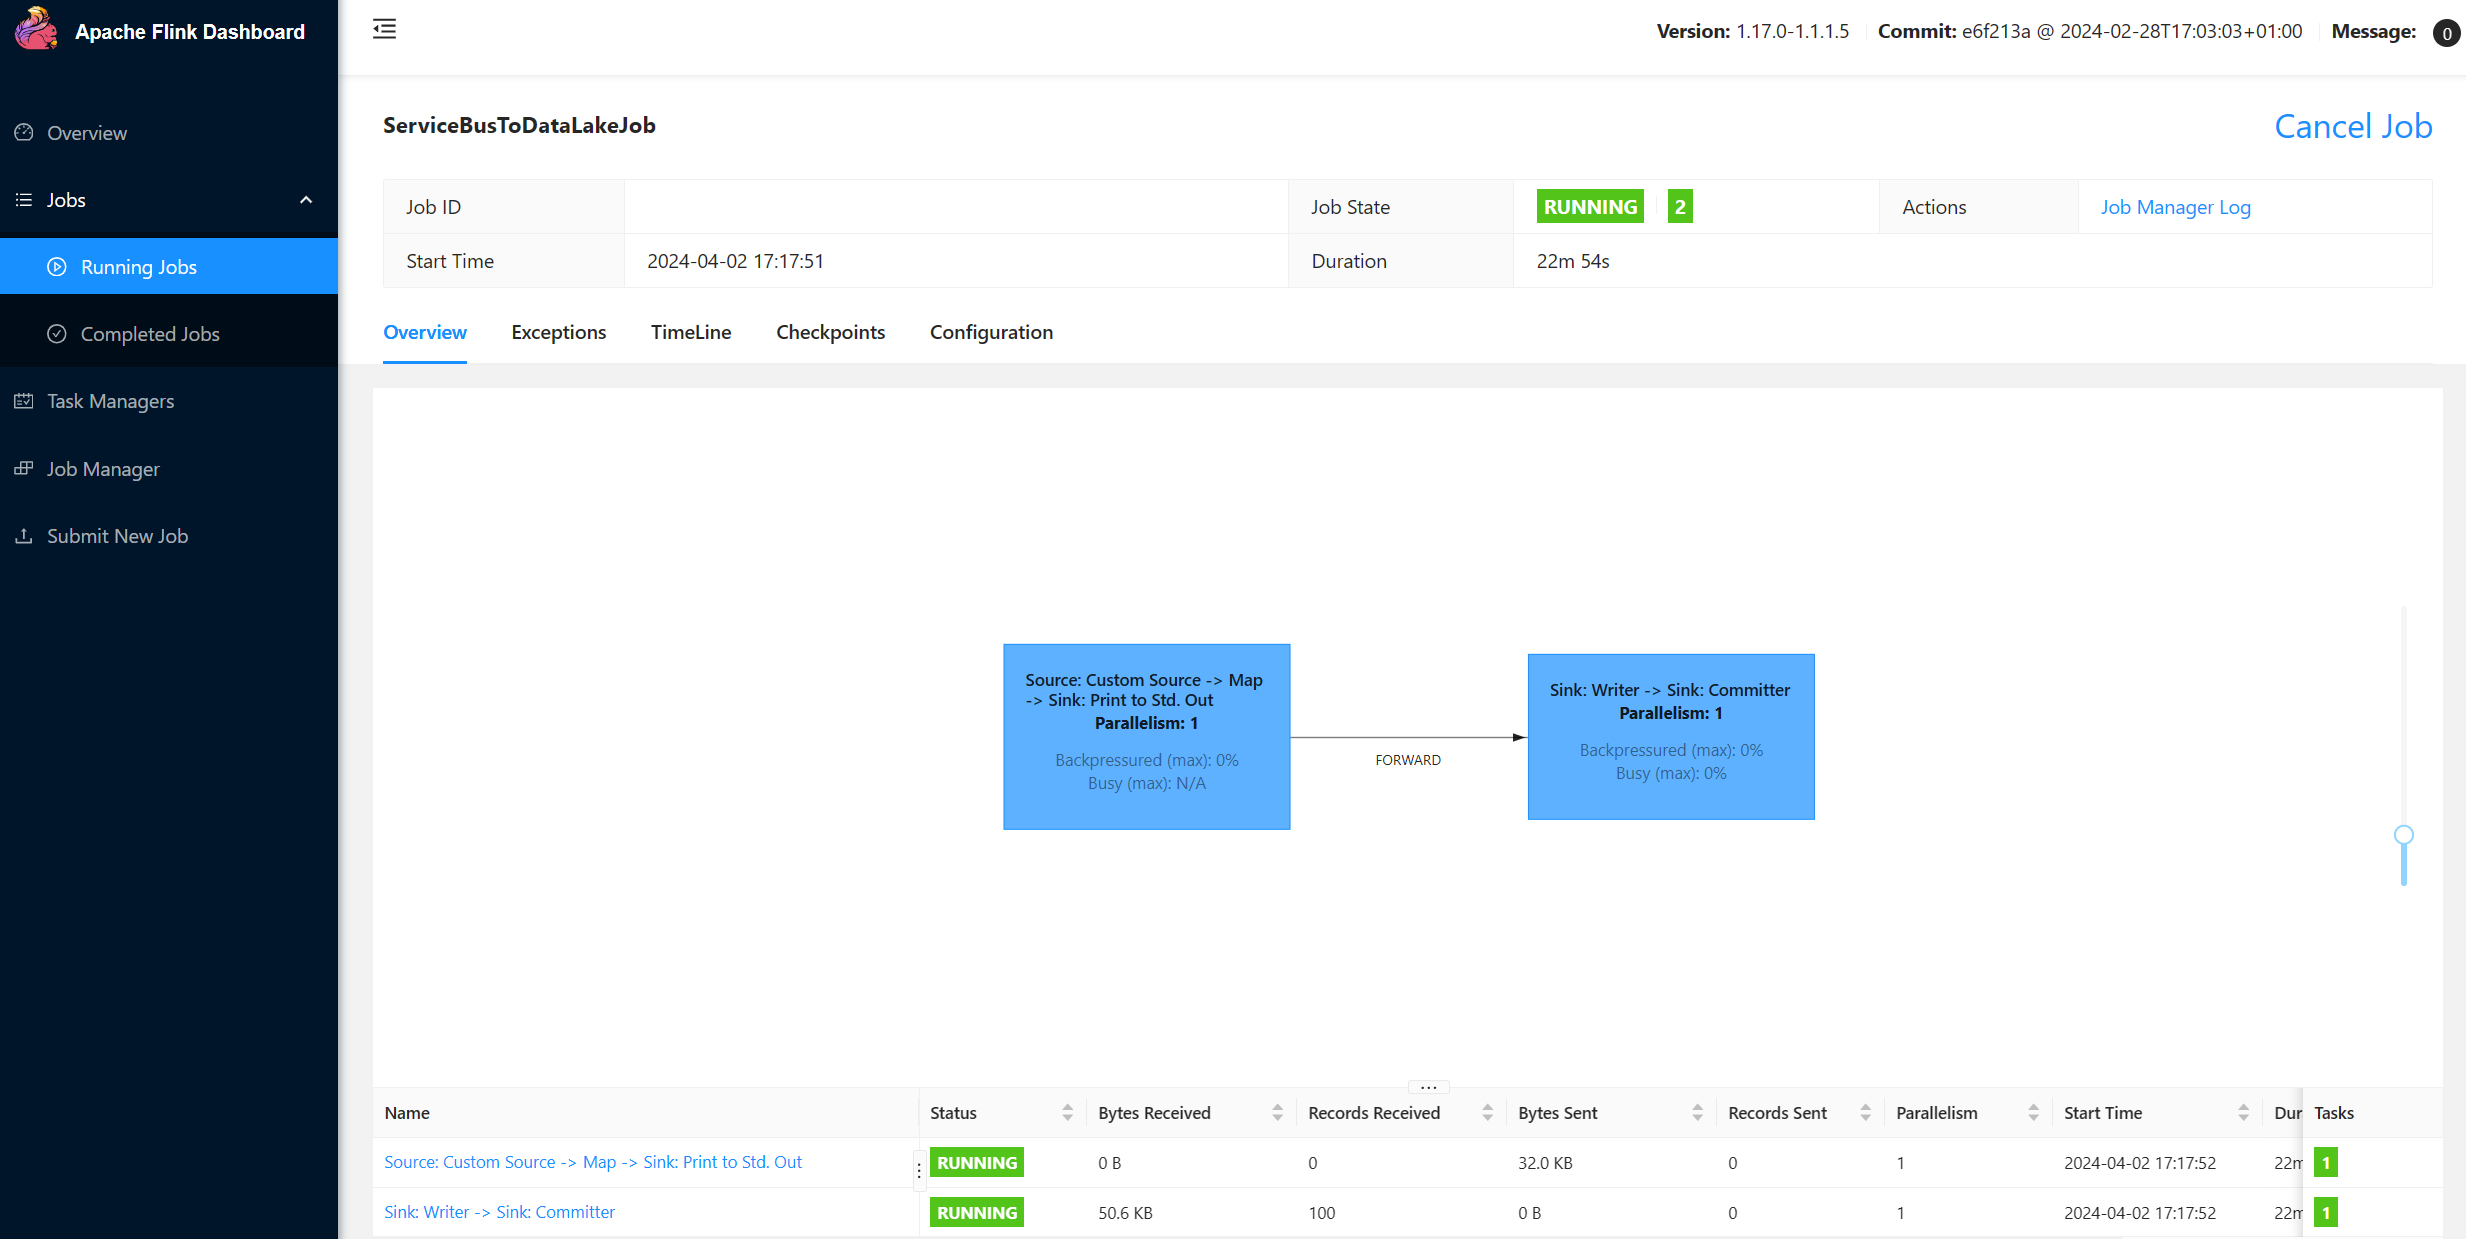 Apache Flink Dashboard
Version: 1.17.0-1.1.1.5 Commit: e6f213a @ 2024-02-28T17:03:03+01:00 Message: 0
Overview
Jobs
Running Jobs
Completed Jobs
Task Managers
Job Manager
Submit New Job
ServiceBusToDataLakeJob
Cancel Job
Job ID
Job State RUNNING 2
Actions Job Manager Log
Start Time 2024-04-02 17:17:51
Duration 22m 54s
Overview Exceptions TimeLine Checkpoints Configuration
Source: Custom Source -> Map
-> Sink: Print to Std. Out
Parallelism: 1
Backpressured (max): 0%
Busy (max): N/A
FORWARD
Sink: Writer -> Sink: Committer
Parallelism: 1
Backpressured (max): 0%
Busy (max): 0%
Name Status Bytes Received Records Received Bytes Sent Records Sent Parallelism Start Time Dur Tasks
Source: Custom Source -> Map -> Sink: Print to Std. Out RUNNING 0 B 0 32.0 KB 0 1 2024-04-02 17:17:52 22m 1
Sink: Writer -> Sink: Committer RUNNING 50.6 KB 100 0 B 0 1 2024-04-02 17:17:52 22m 1